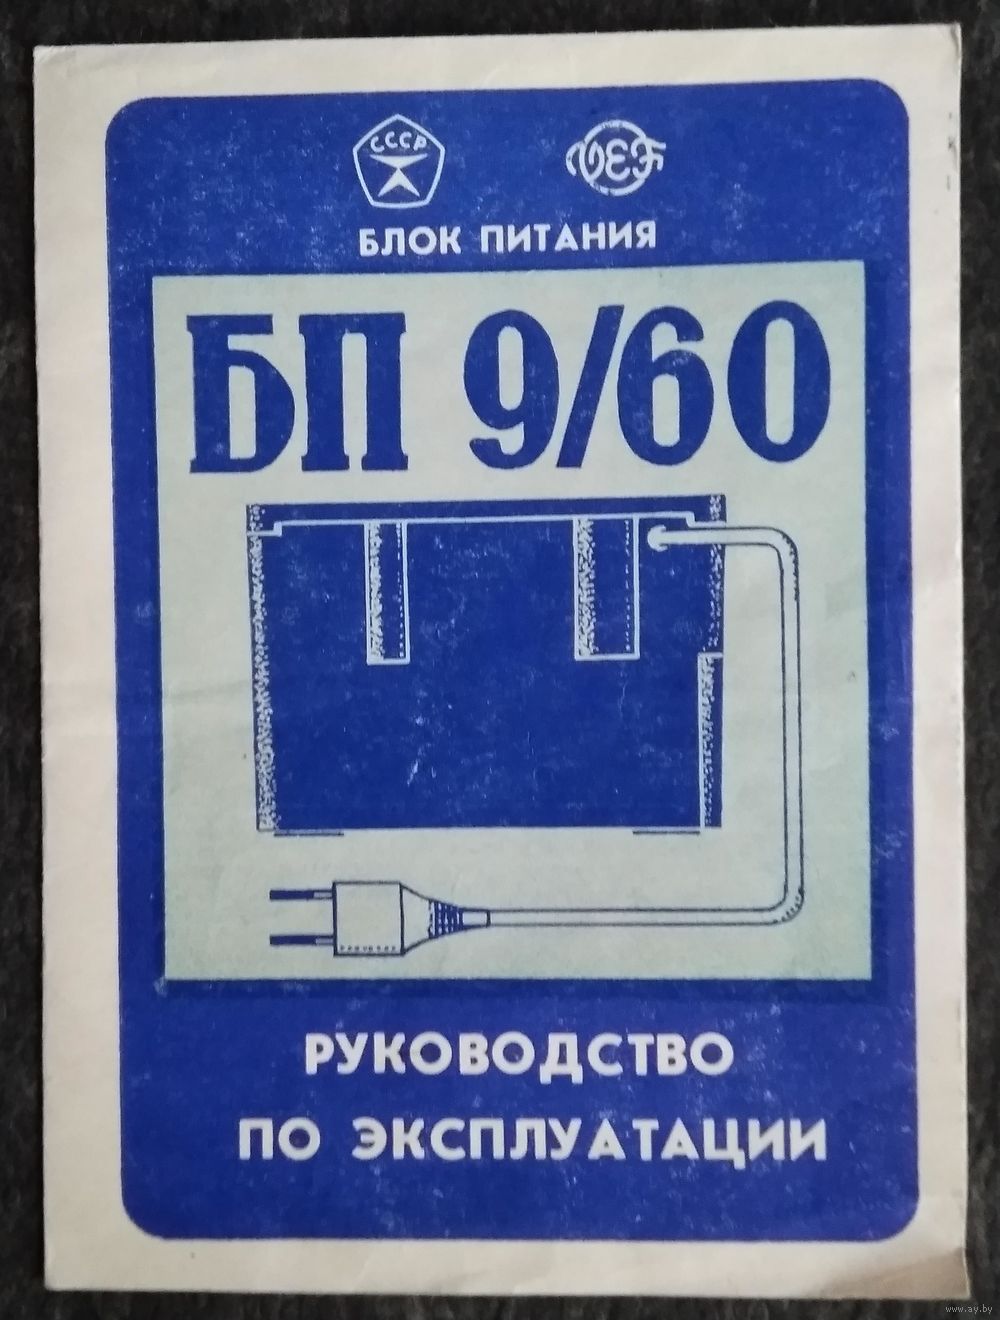 СССР
VEF
БЛОК ПИТАНИЯ
БП 9/60
РУКОВОДСТВО
ПО ЭКСПЛУАТАЦИИ
www.ay.by